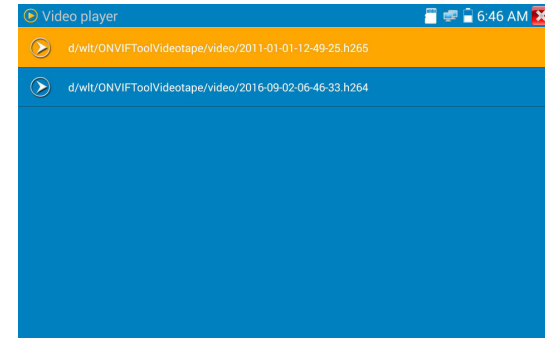 Video player
6:46 AM
d/wlt/ONVIFToolVideotape/video/2011-01-01-12-49-25.h265
d/wlt/ONVIFToolVideotape/video/2016-09-02-06-46-33.h264